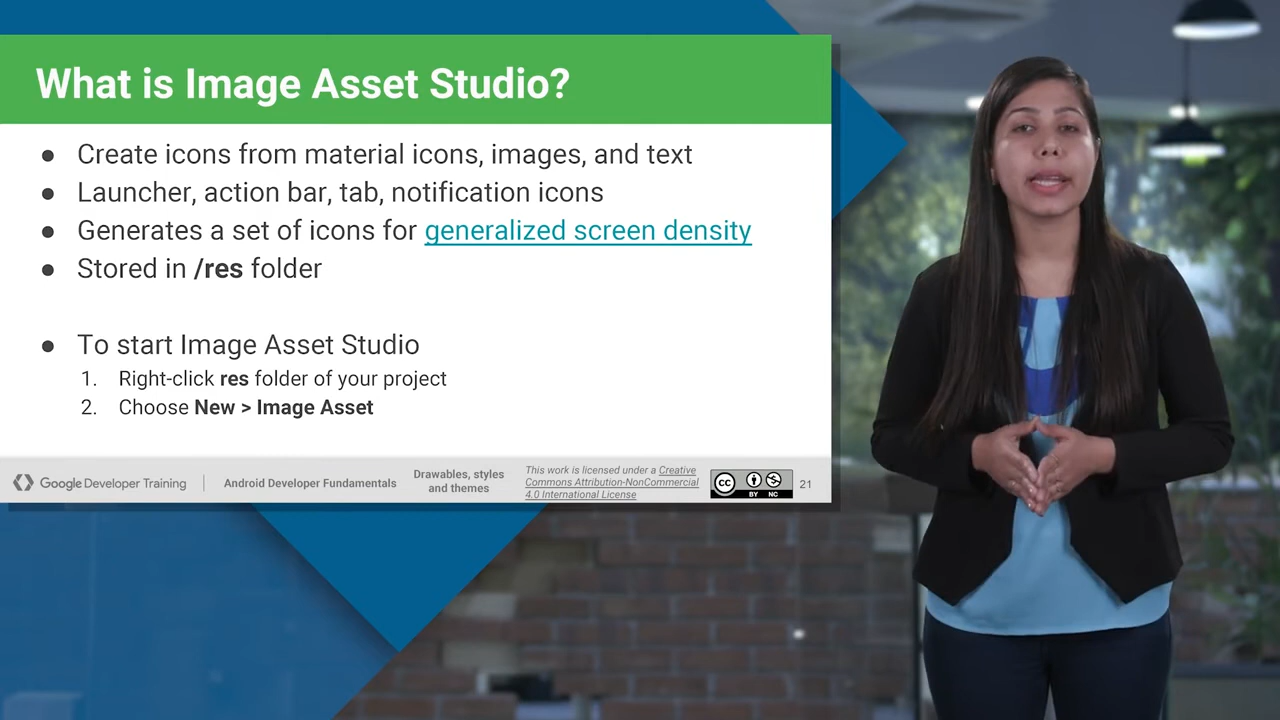 What is Image Asset Studio?
● Create icons from material icons, images, and text
● Launcher, action bar, tab, notification icons
● Generates a set of icons for generalized screen density
● Stored in /res folder
● To start Image Asset Studio
1. Right-click res folder of your project
2. Choose New > Image Asset
Google Developer Training
Android Developer Fundamentals
Drawables, styles
and themes
This work is licensed under a Creative
Commons Attribution-NonCommercial
4.0 International License
CC
BY NC
21